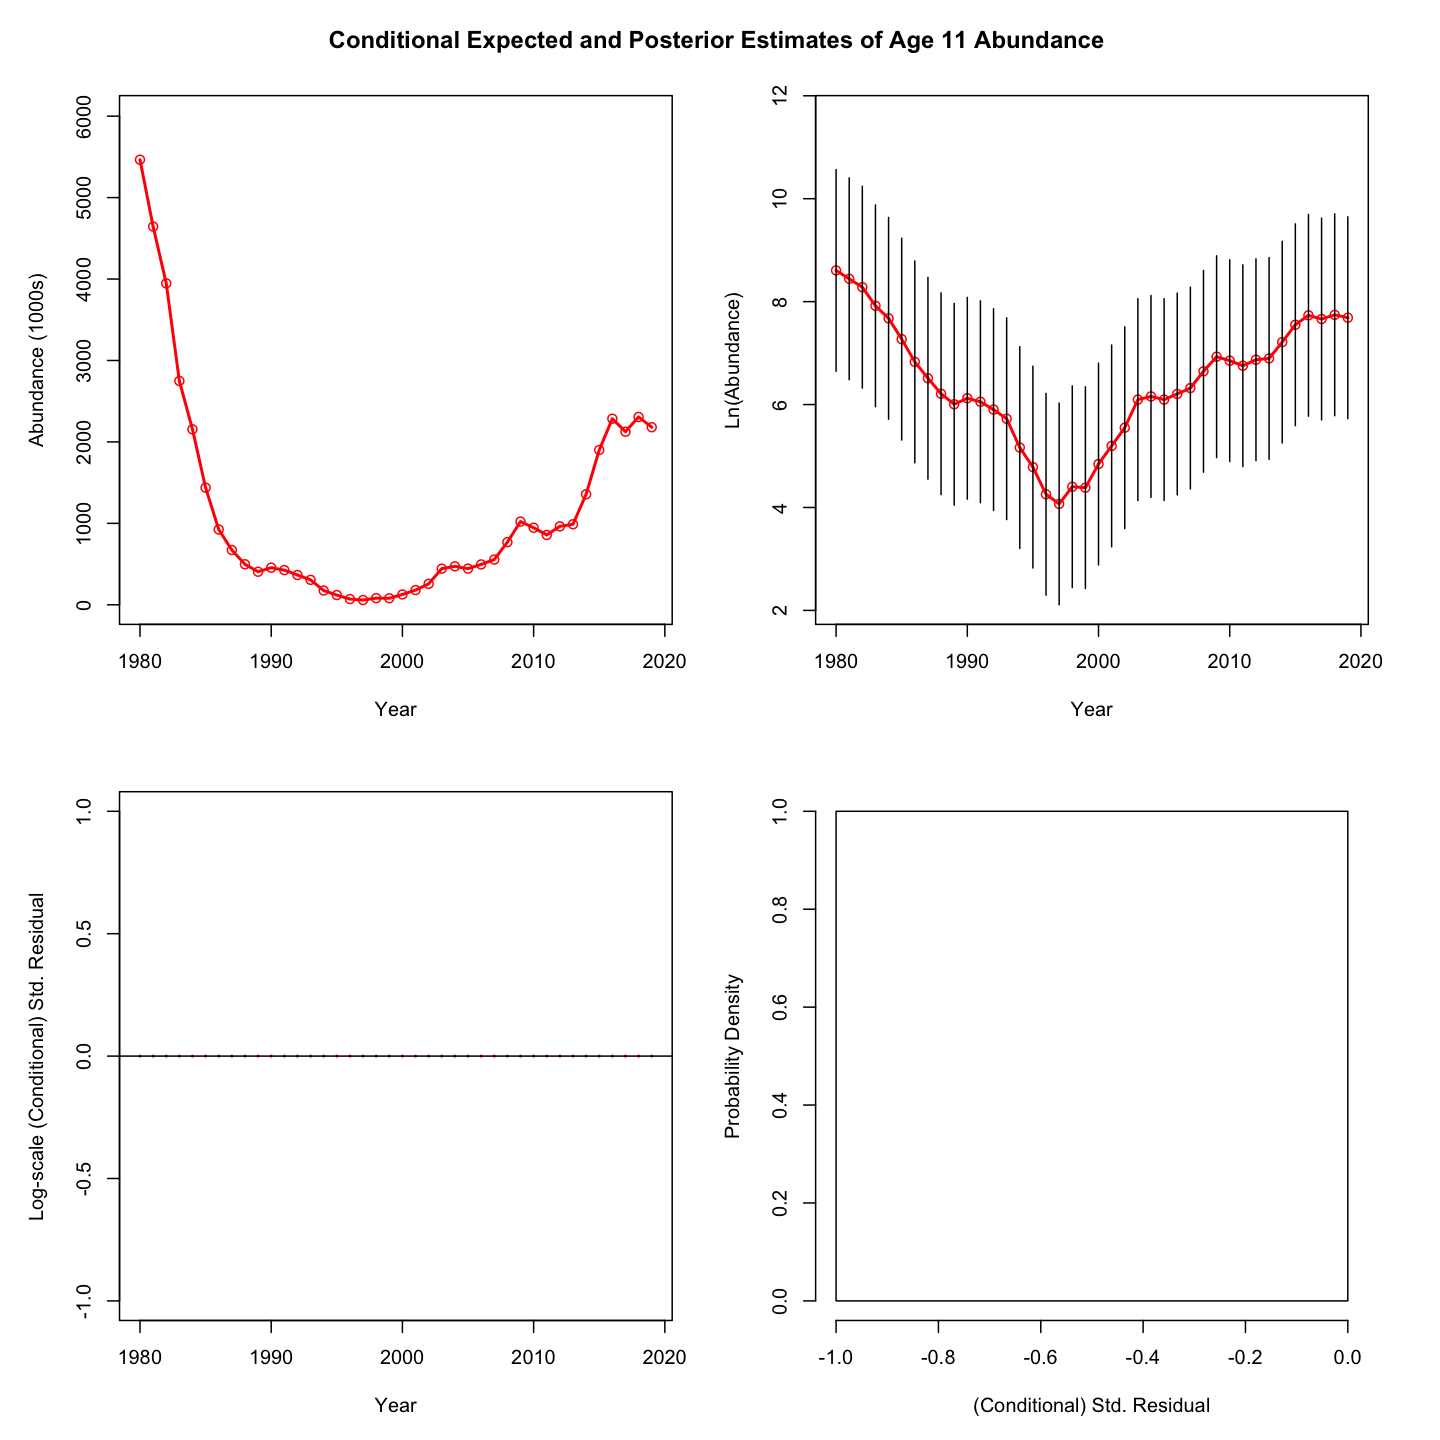 Conditional Expected and Posterior Estimates of Age 11 Abundance
Abundance (1000s)
6000
5000
4000
3000
2000
1000
0
1980 1990 2000 2010 2020
Year
Ln(Abundance)
12
10
8
6
4
2
1980 1990 2000 2010 2020
Year
Log-scale (Conditional) Std. Residual
1.0
0.5
0.0
-0.5
-1.0
1980 1990 2000 2010 2020
Year
Probability Density
1.0
0.8
0.6
0.4
0.2
0.0
-1.0 -0.8 -0.6 -0.4 -0.2 0.0
(Conditional) Std. Residual